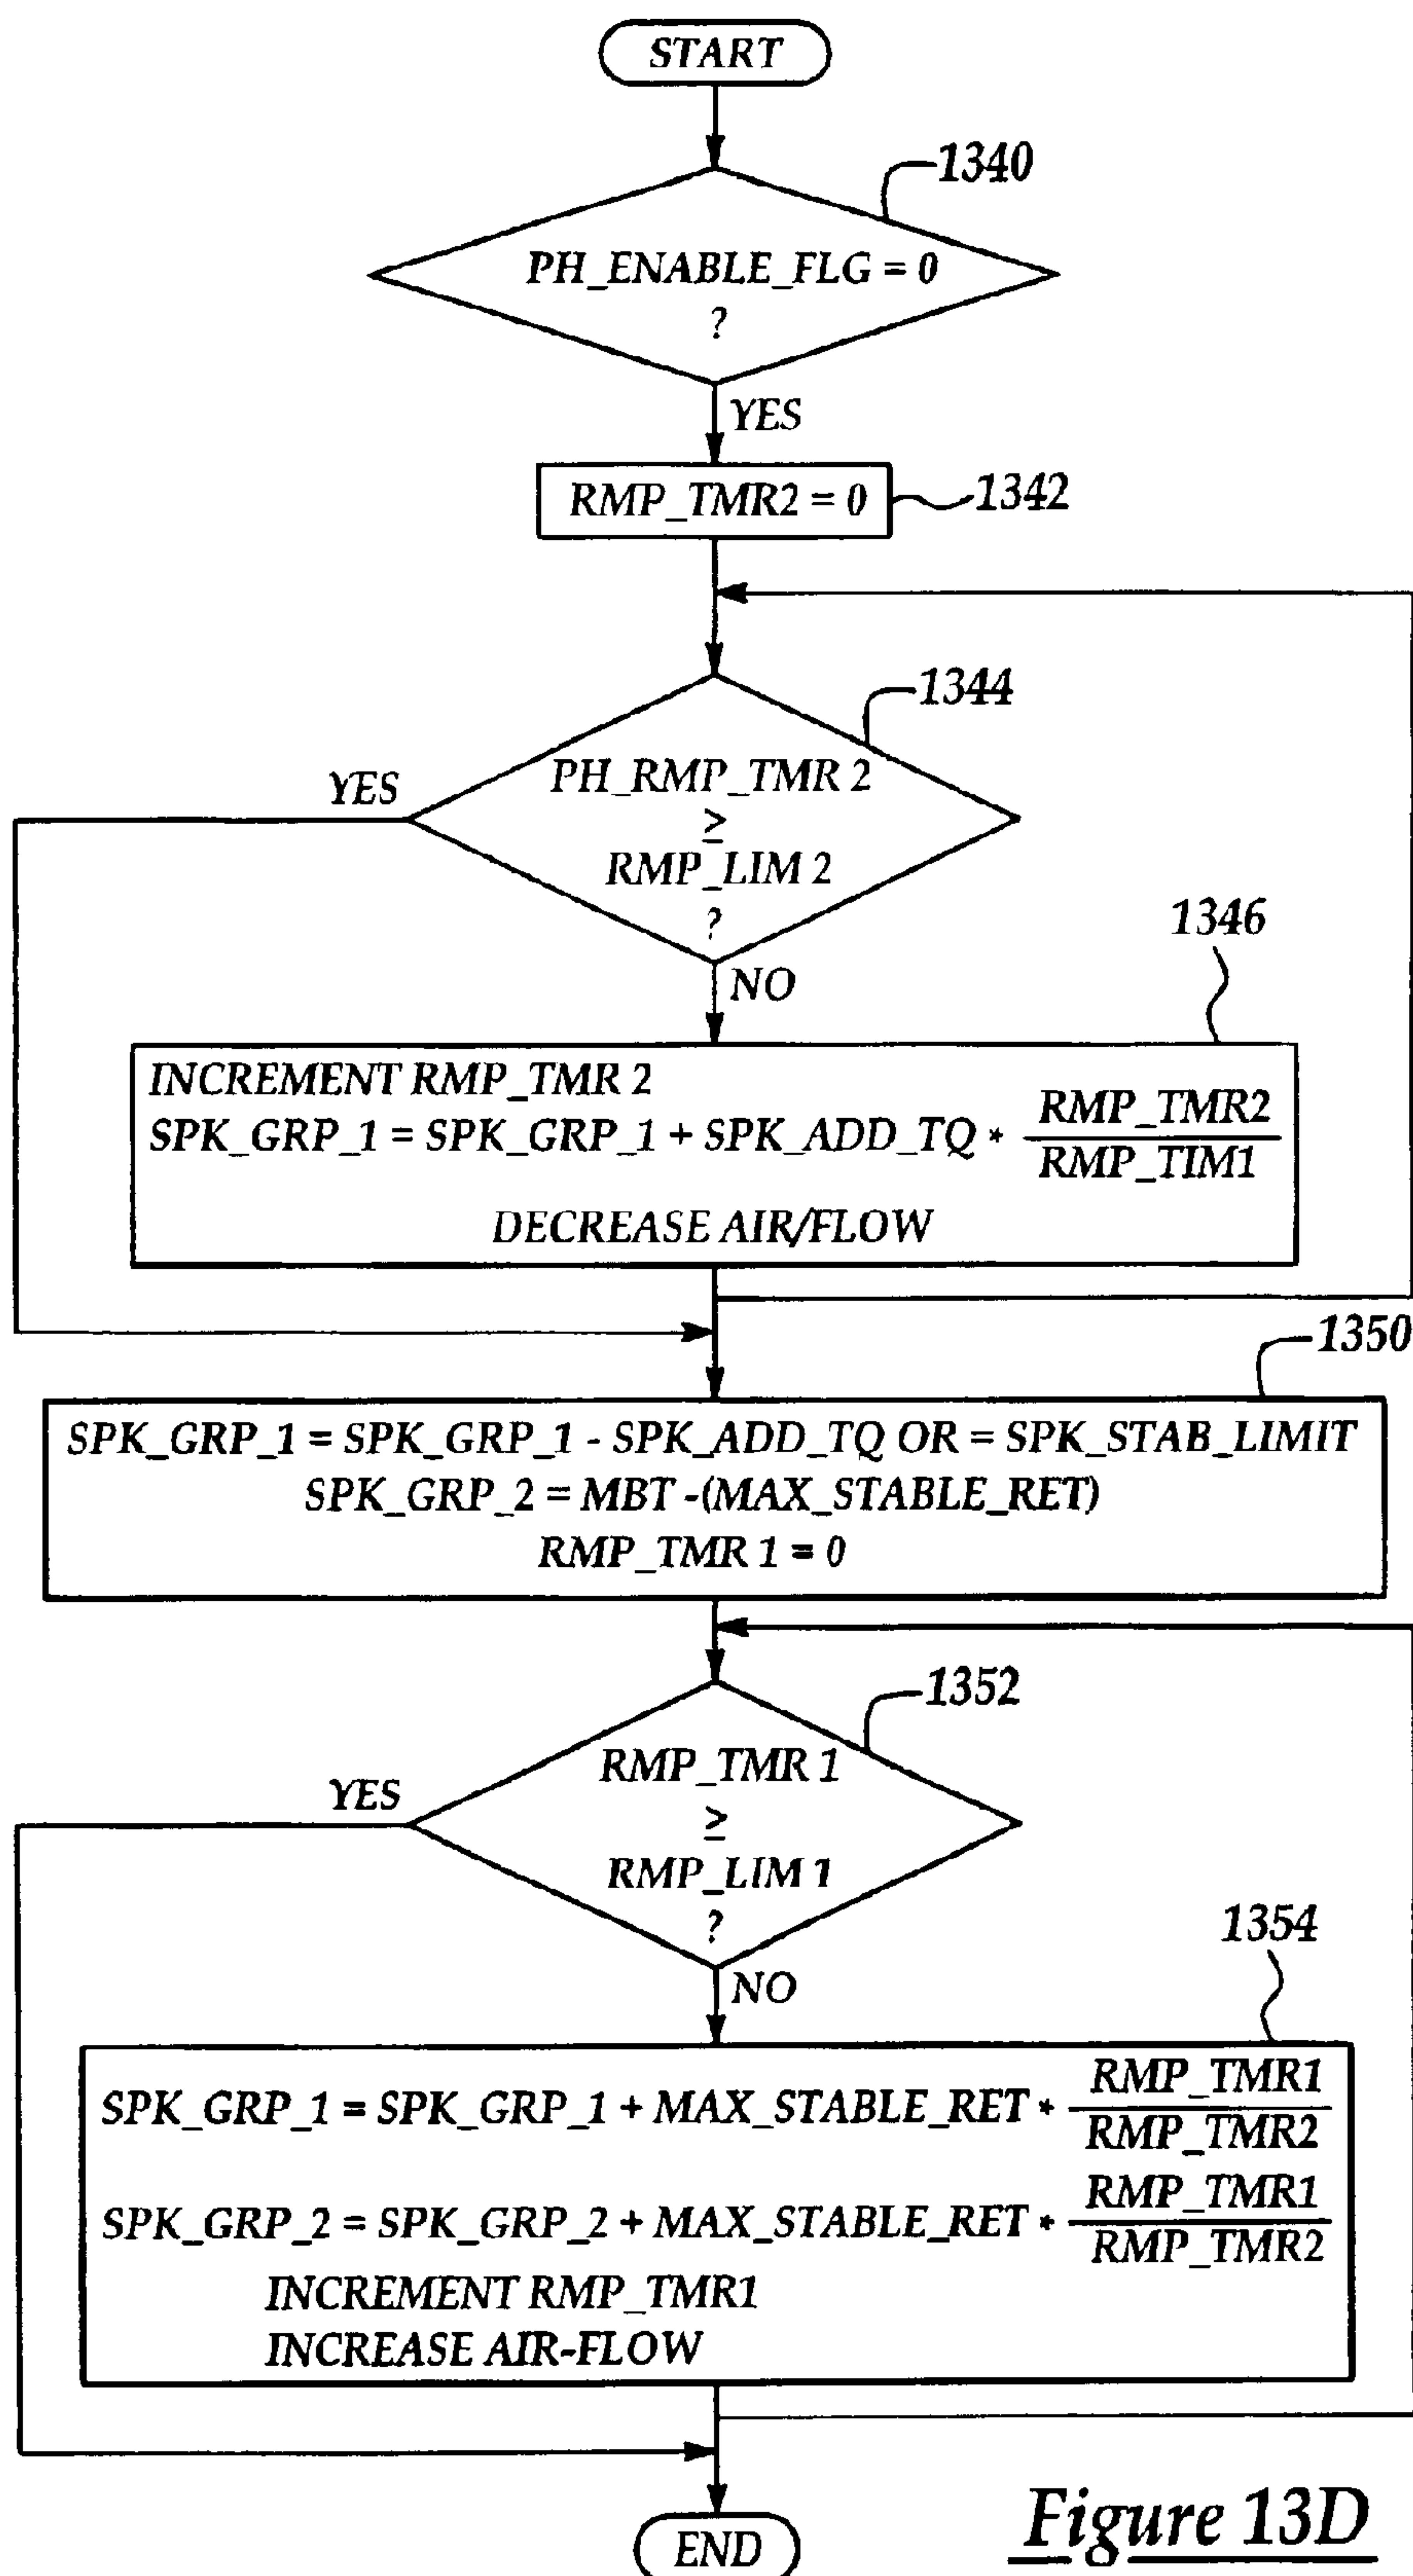 START
1340
PH_ENABLE_FLG = 0
?
YES
RMP_TMR2 = 0
1342
1344
PH_RMP_TMR 2
≥
RMP_LIM 2
?
YES
NO
1346
INCREMENT RMP_TMR 2
SPK_GRP_1 = SPK_GRP_1 + SPK_ADD_TQ * RMP_TMR2
RMP_TIM1
DECREASE AIR/FLOW
1350
SPK_GRP_1 = SPK_GRP_1 - SPK_ADD_TQ OR = SPK_STAB_LIMIT
SPK_GRP_2 = MBT -(MAX_STABLE_RET)
RMP_TMR 1 = 0
1352
RMP_TMR 1
≥
RMP_LIM 1
?
YES
NO
1354
SPK_GRP_1 = SPK_GRP_1 + MAX_STABLE_RET * RMP_TMR1
RMP_TMR2
SPK_GRP_2 = SPK_GRP_2 + MAX_STABLE_RET * RMP_TMR1
RMP_TMR2
INCREMENT RMP_TMR1
INCREASE AIR-FLOW
END
Figure 13D